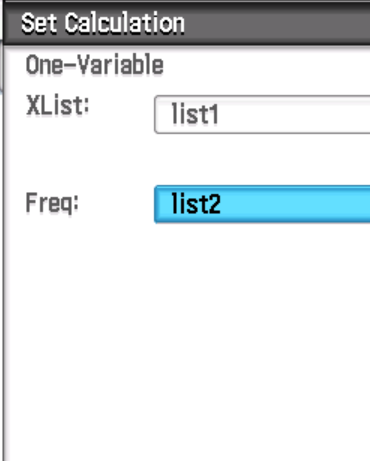 Set Calculation
One-Variable
XList: list1
Freq: list2